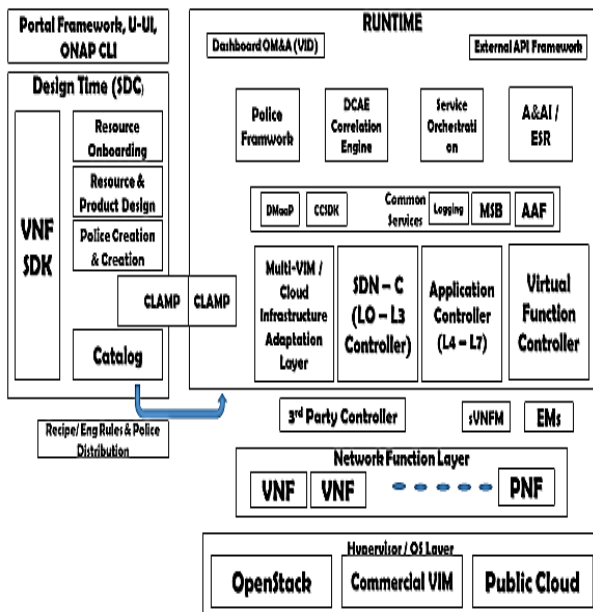 Portal Framework, U-UI,
ONAP CLI
Design Time (SDC)
VNF
SDK
Resource
Onboarding
Resource &
Product Design
Police Creation
& Creation
CLAMP
Catalog
Recipe/ Eng Rules & Police
Distribution
RUNTIME
Dashboard OM&A (VID)
External API Framework
Police
Framwork
DCAE
Correlation
Engine
Service
Orchestrati
on
A&AI /
ESR
DMaaP
CCSDK
Common
Services
Logging
MSB
AAF
CLAMP
Multi-VIM /
Cloud
Infrastructure
Adaptation
Layer
SDN – C
(L0 – L3
Controller)
Application
Controller
(L4 – L7)
Virtual
Function
Controller
3rd Party Controller
sVNFM
EMs
Network Function Layer
VNF
VNF
PNF
Hypervisor / OS Layer
OpenStack
Commercial VIM
Public Cloud